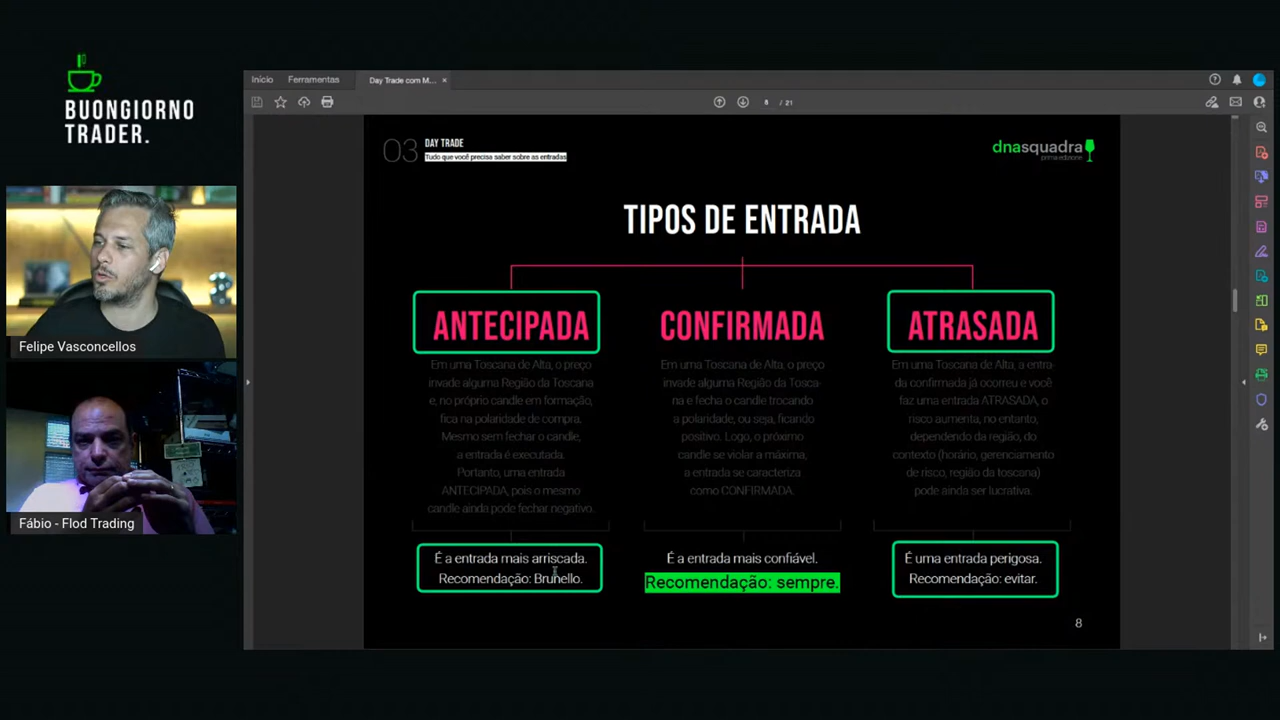 BUONGIORNO
TRADER.
Felipe Vasconcellos
Fábio - Flod Trading
Início Ferramentas Day Trade com M... ×
8 / 21
03 DAY TRADE
Tudo que você precisa saber sobre as entradas
dnasquadra
prima edizione
TIPOS DE ENTRADA
ANTECIPADA
Em uma Toscana de Alta, o preço
invade alguma Região da Toscana
e, no próprio candle em formação,
fica na polaridade de compra.
Mesmo sem fechar o candle,
a entrada é executada.
Portanto, uma entrada
ANTECIPADA, pois o mesmo
candle ainda pode fechar negativo.
É a entrada mais arriscada.
Recomendação: Brunello.
CONFIRMADA
Em uma Toscana de Alta, o preço
invade alguma Região da Tosca-
na e fecha o candle trocando
a polaridade, ou seja, ficando
positivo. Logo, o próximo
candle se violar a máxima,
a entrada se caracteriza
como CONFIRMADA.
É a entrada mais confiável.
Recomendação: sempre.
ATRASADA
Em uma Toscana de Alta, a entra-
da confirmada já ocorreu e você
faz uma entrada ATRASADA, o
risco aumenta, no entanto,
dependendo da região, do
contexto (horário, gerenciamento
de risco, região da toscana)
pode ainda ser lucrativa.
É uma entrada perigosa.
Recomendação: evitar.
8